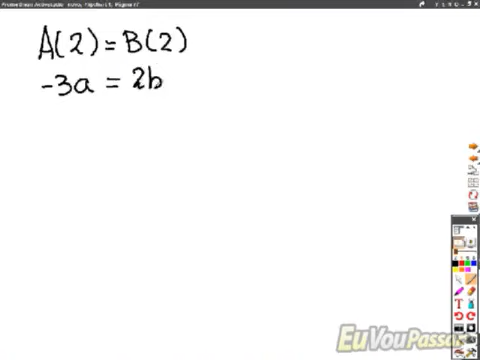 A(2) = B(2)
-3a = 2b
EuVouPassar